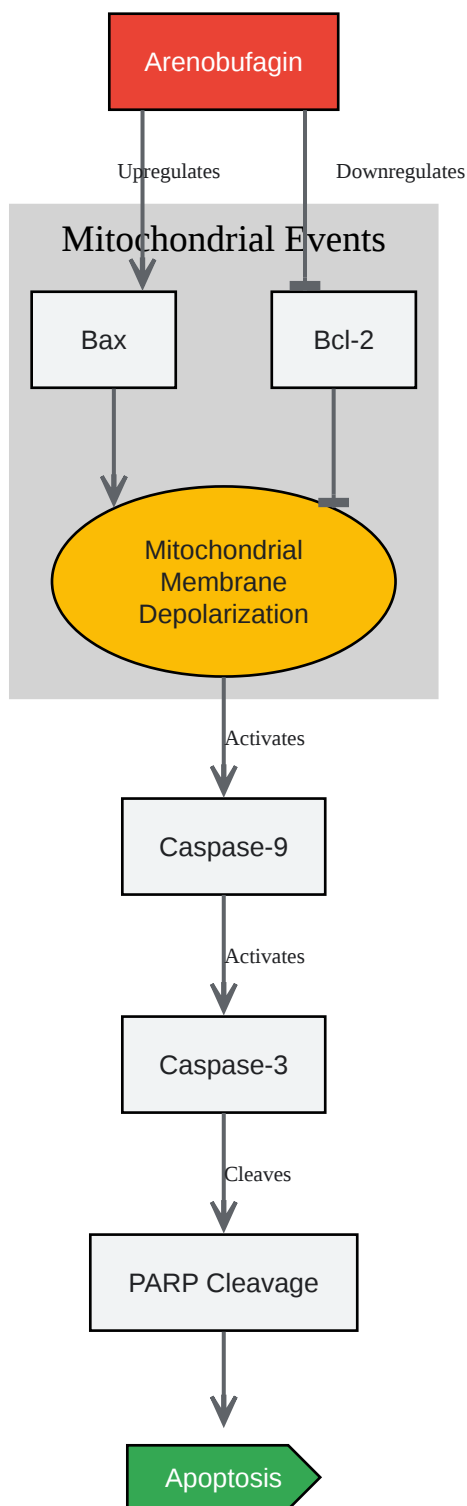 Arenobufagin
Upregulates
Downregulates
Mitochondrial Events
Bax
Bcl-2
Mitochondrial
Membrane
Depolarization
Activates
Caspase-9
Activates
Caspase-3
Cleaves
PARP Cleavage
Apoptosis